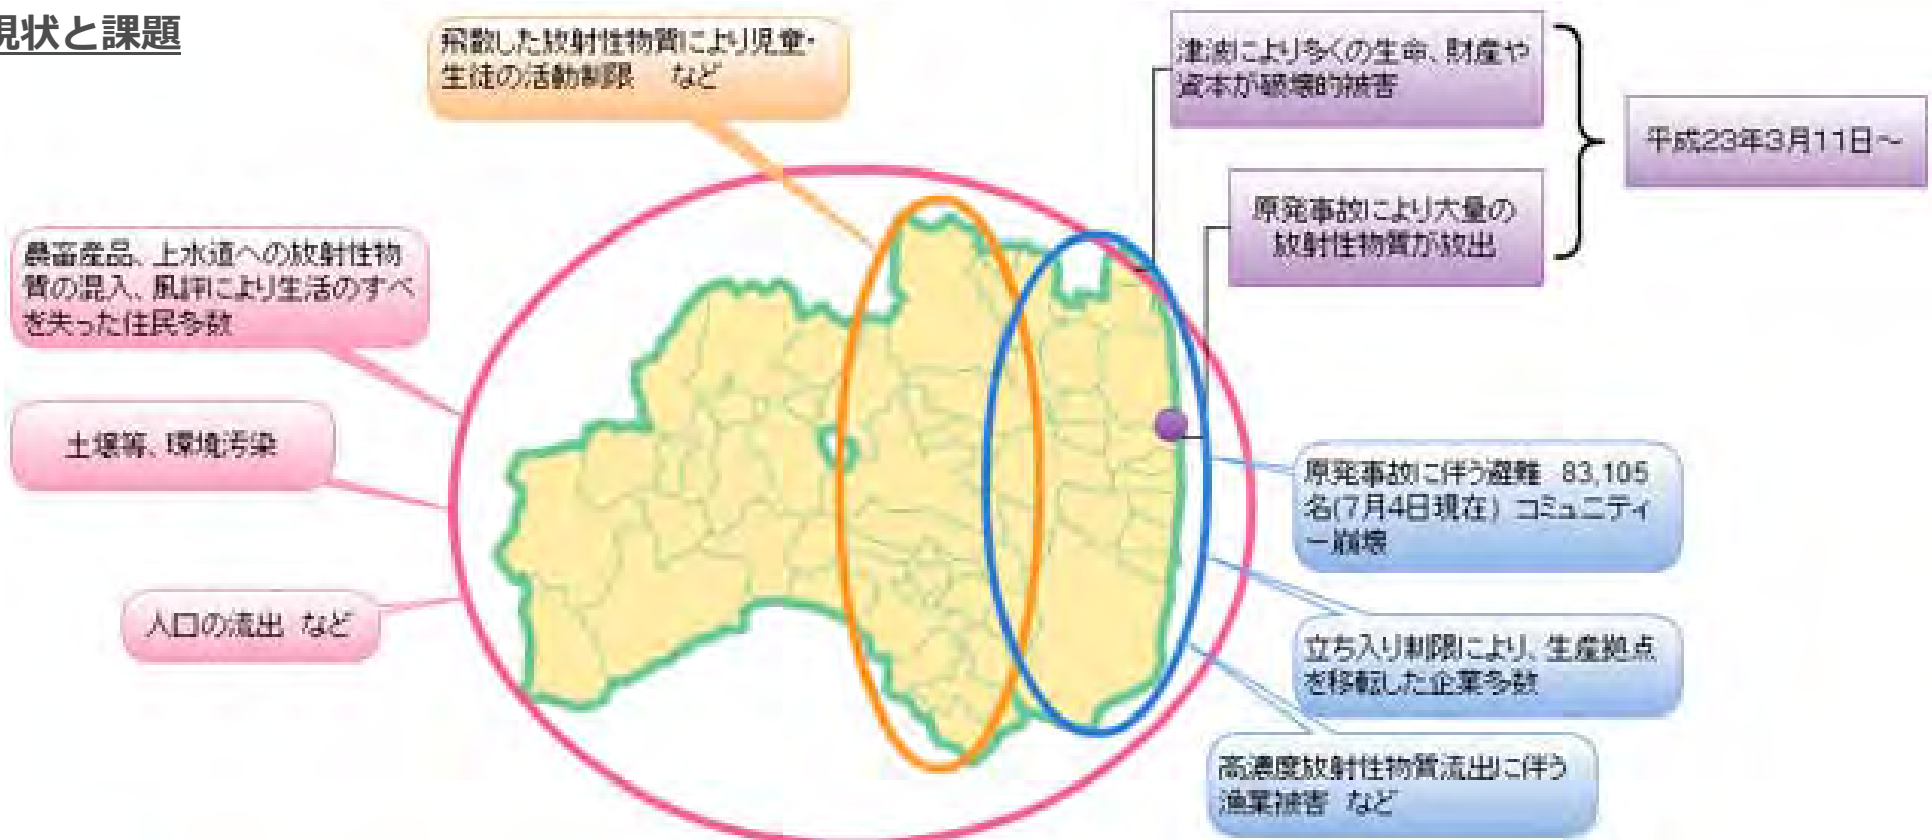 現状と課題
飛散した放射性物質により児童・
生徒の活動制限　など
津波により多くの生命、財産や
資本が破壊的被害
平成23年3月11日～
原発事故により大量の
放射性物質が放出
農畜産品、上水道への放射性物
質の混入、風評により生活のすべ
を失った住民多数
土壌等、環境汚染
人口の流出　など
原発事故に伴う避難　83,105
名(7月4日現在)　コミュニティ
ー崩壊
立ち入り制限により、生産拠点
を移転した企業多数
高濃度放射性物質流出に伴う
漁業被害　など